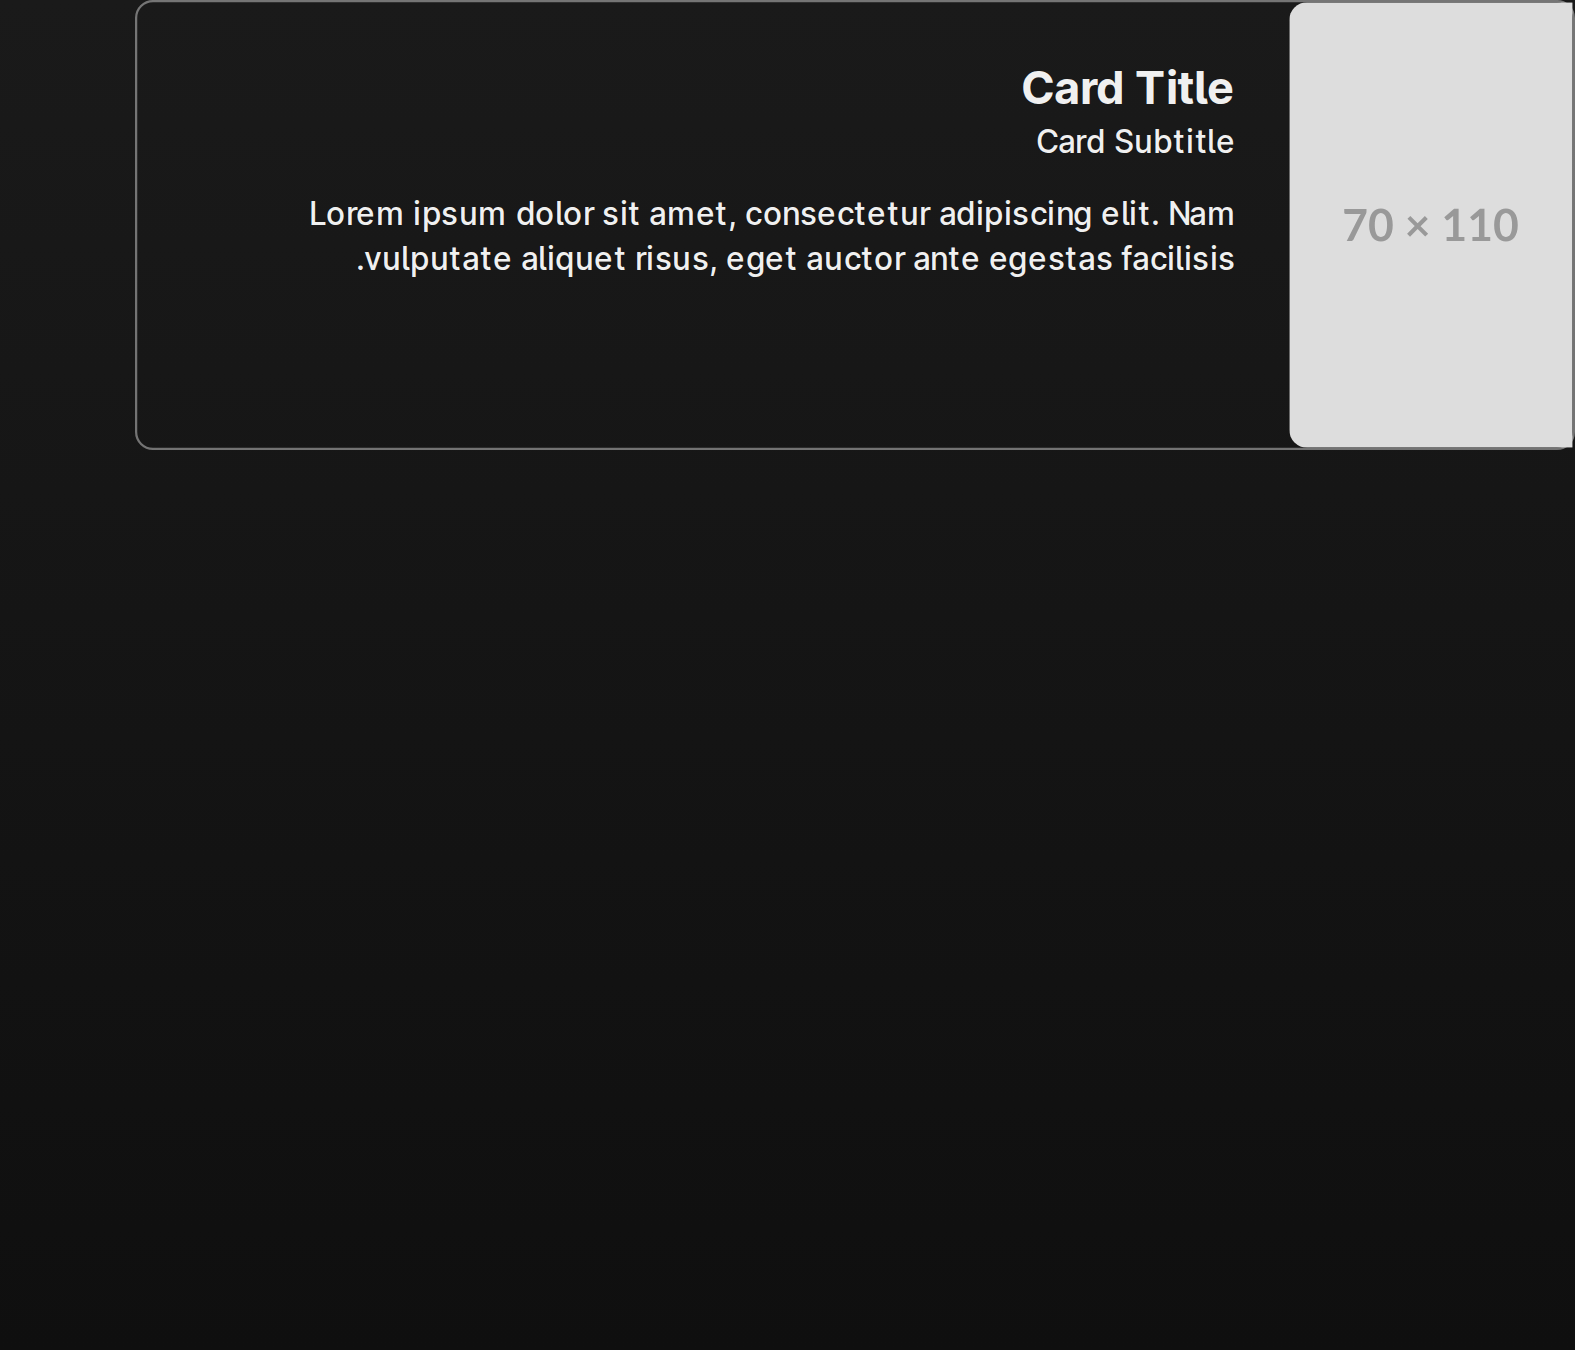 Card Title
Card Subtitle
Lorem ipsum dolor sit amet, consectetur adipiscing elit. Nam
vulputate aliquet risus, eget auctor ante egestas facilisis.
70 × 110